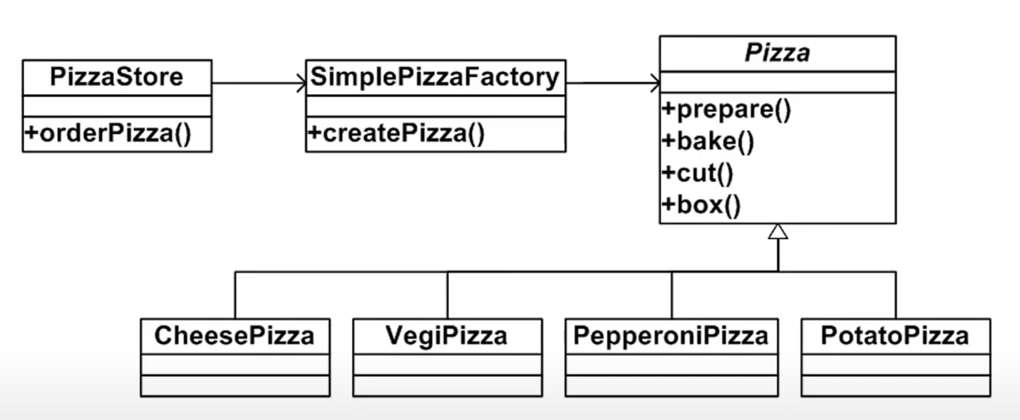 PizzaStore
+orderPizza()
SimplePizzaFactory
+createPizza()
Pizza
+prepare()
+bake()
+cut()
+box()
CheesePizza
VegiPizza
PepperoniPizza
PotatoPizza